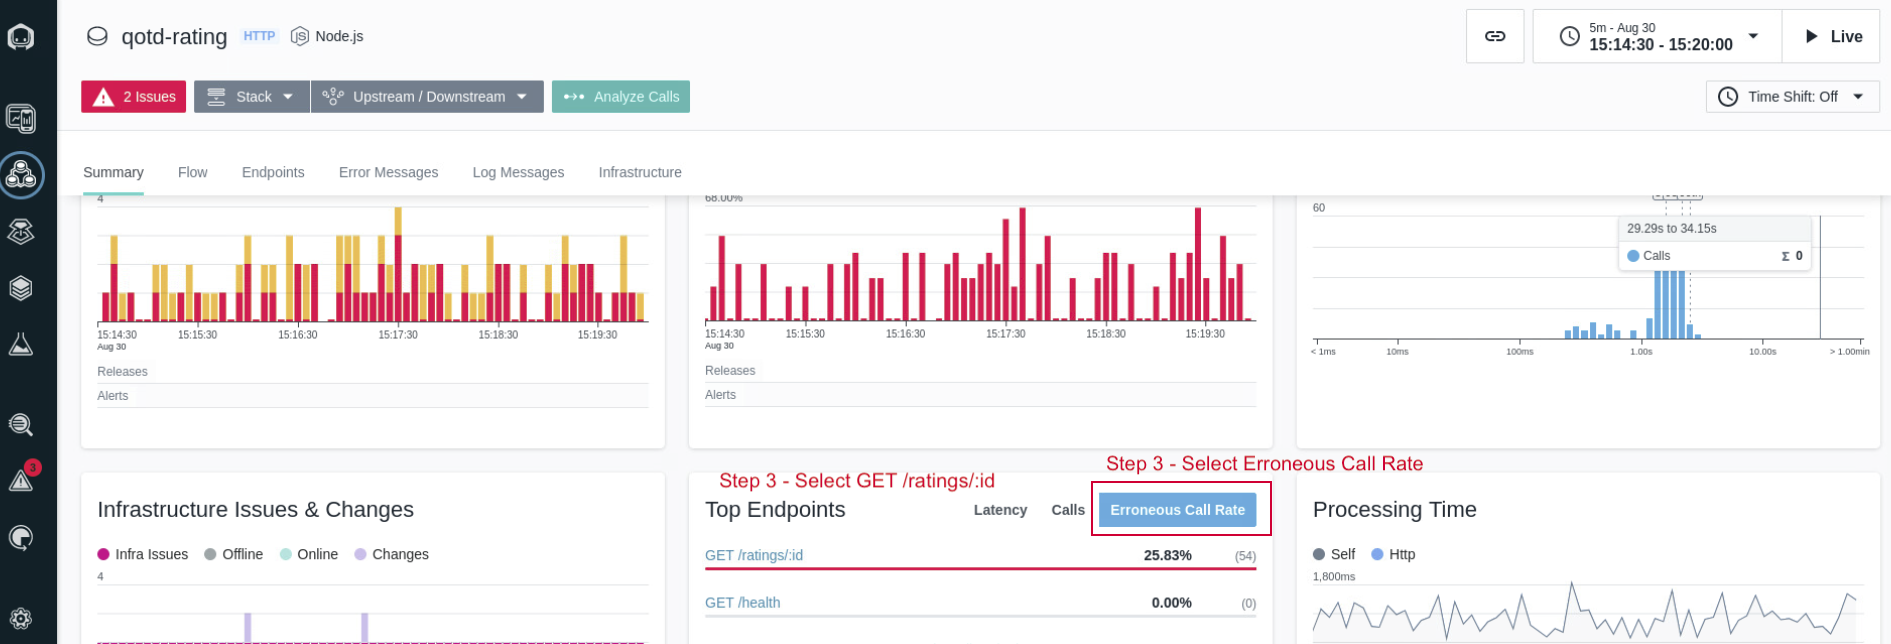 qotd-rating HTTP Node.js
5m - Aug 30
15:14:30 - 15:20:00
Live
2 Issues
Stack
Upstream / Downstream
Analyze Calls
Time Shift: Off
Summary Flow Endpoints Error Messages Log Messages Infrastructure
4
15:14:30 15:15:30 15:16:30 15:17:30 15:18:30 15:19:30
Aug 30
Releases
Alerts
68.00%
15:14:30 15:15:30 15:16:30 15:17:30 15:18:30 15:19:30
Aug 30
Releases
Alerts
60
29.29s to 34.15s
Calls Σ 0
< 1ms 10ms 100ms 1.00s 10.00s > 1.00min
3
Infrastructure Issues & Changes
Infra Issues Offline Online Changes
4
Step 3 - Select GET /ratings/:id
Step 3 - Select Erroneous Call Rate
Top Endpoints Latency Calls Erroneous Call Rate
GET /ratings/:id 25.83% (54)
GET /health 0.00% (0)
Processing Time
Self Http
1,800ms